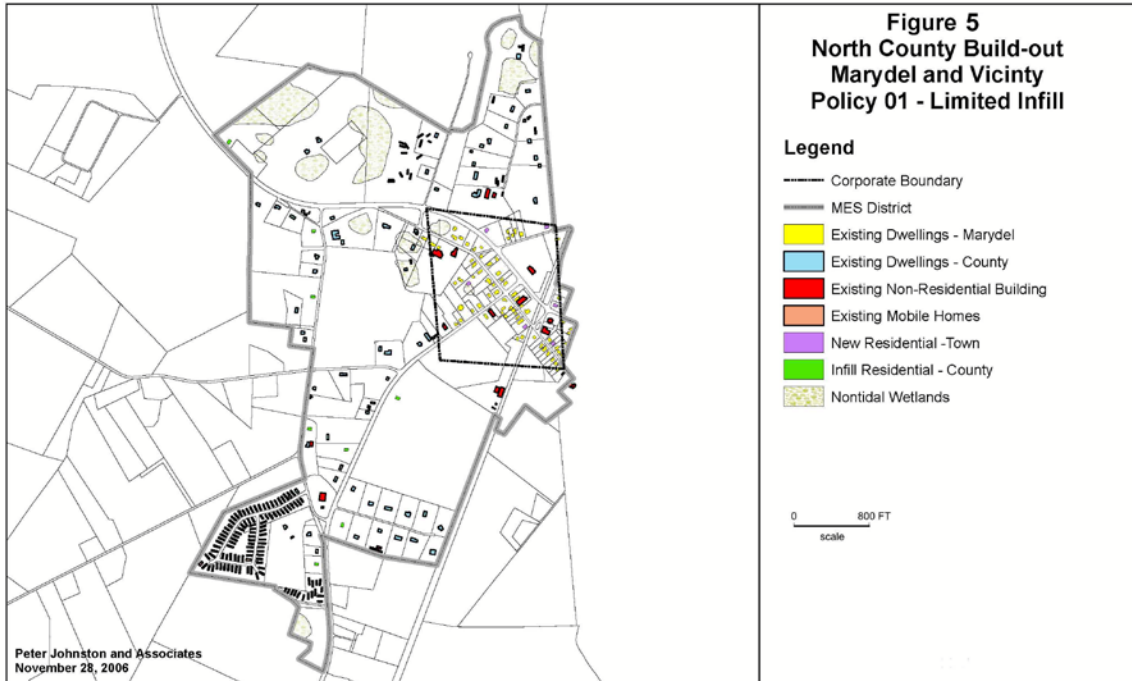 Figure 5
North County Build-out
Marydel and Vicinty
Policy 01 - Limited Infill
Legend
Corporate Boundary
MES District
Existing Dwellings - Marydel
Existing Dwellings - County
Existing Non-Residential Building
Existing Mobile Homes
New Residential -Town
Infill Residential - County
Nontidal Wetlands
0 800 FT
scale
Peter Johnston and Associates
November 28, 2006